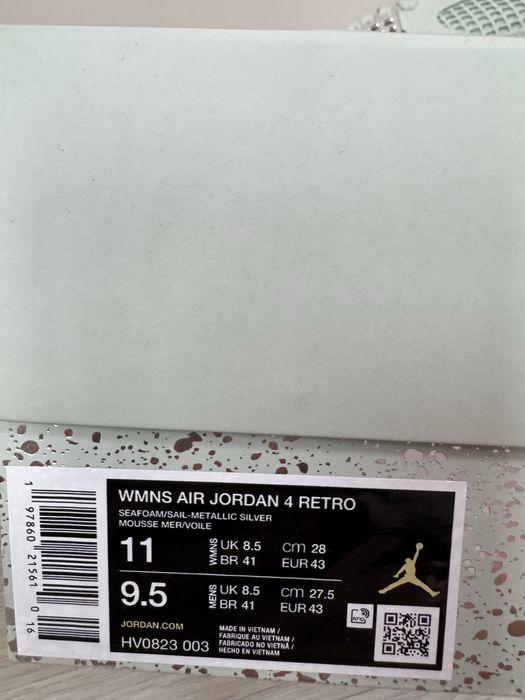 WMNS AIR JORDAN 4 RETRO
SEAFOAM/SAIL-METALLIC SILVER
MOUSSE MER/VOILE
11 WMNS UK 8.5 cm 28
BR 41 EUR 43
9.5 MENS UK 8.5 cm 27.5
BR 41 EUR 43
JORDAN.COM
HV0823 003
MADE IN VIETNAM /
FABRIQUE AU VIETNAM /
FABRICADO NO VIETNÃ /
HECHO EN VIETNAM
RFID
1 97860 21561 0 16